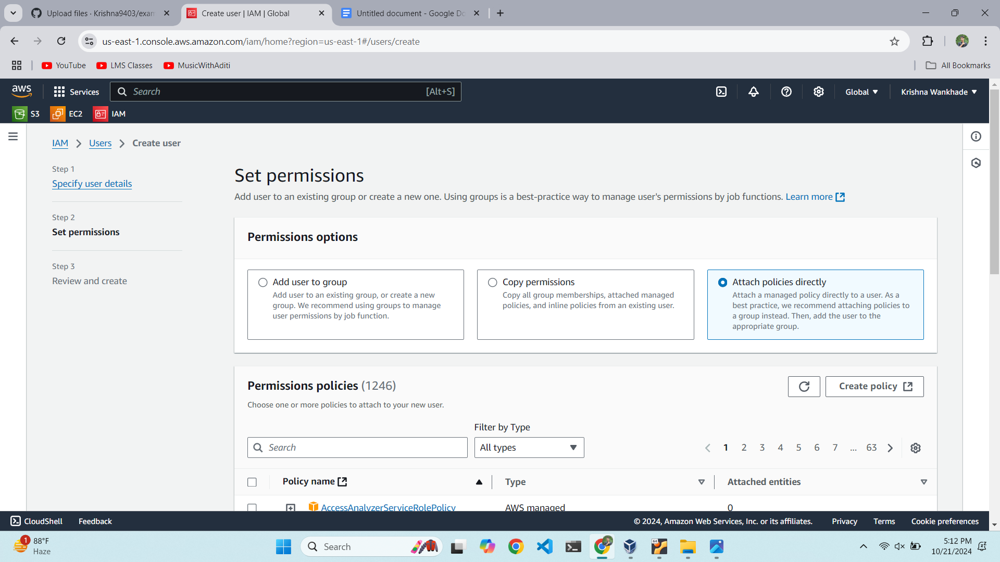 Upload files · Krishna9403/exam
Create user | IAM | Global
Untitled document - Google Do
us-east-1.console.aws.amazon.com/iam/home?region=us-east-1#/users/create
YouTube
LMS Classes
MusicWithAditi
All Bookmarks
aws
Services
Search
[Alt+S]
Global
Krishna Wankhade
S3
EC2
IAM
IAM
Users
Create user
Step 1
Specify user details
Step 2
Set permissions
Step 3
Review and create
Set permissions
Add user to an existing group or create a new one. Using groups is a best-practice way to manage user's permissions by job functions. Learn more
Permissions options
Add user to group
Add user to an existing group, or create a new
group. We recommend using groups to manage
user permissions by job function.
Copy permissions
Copy all group memberships, attached managed
policies, and inline policies from an existing user.
Attach policies directly
Attach a managed policy directly to a user. As a
best practice, we recommend attaching policies to
a group instead. Then, add the user to the
appropriate group.
Permissions policies (1246)
Choose one or more policies to attach to your new user.
Create policy
Filter by Type
Search
All types
1 2 3 4 5 6 7 ... 63
Policy name
Type
Attached entities
AccessAnalyzerServiceRolePolicy
AWS managed
0
CloudShell
Feedback
© 2024, Amazon Web Services, Inc. or its affiliates.
Privacy
Terms
Cookie preferences
1
88°F
Haze
Search
64
5:12 PM
10/21/2024